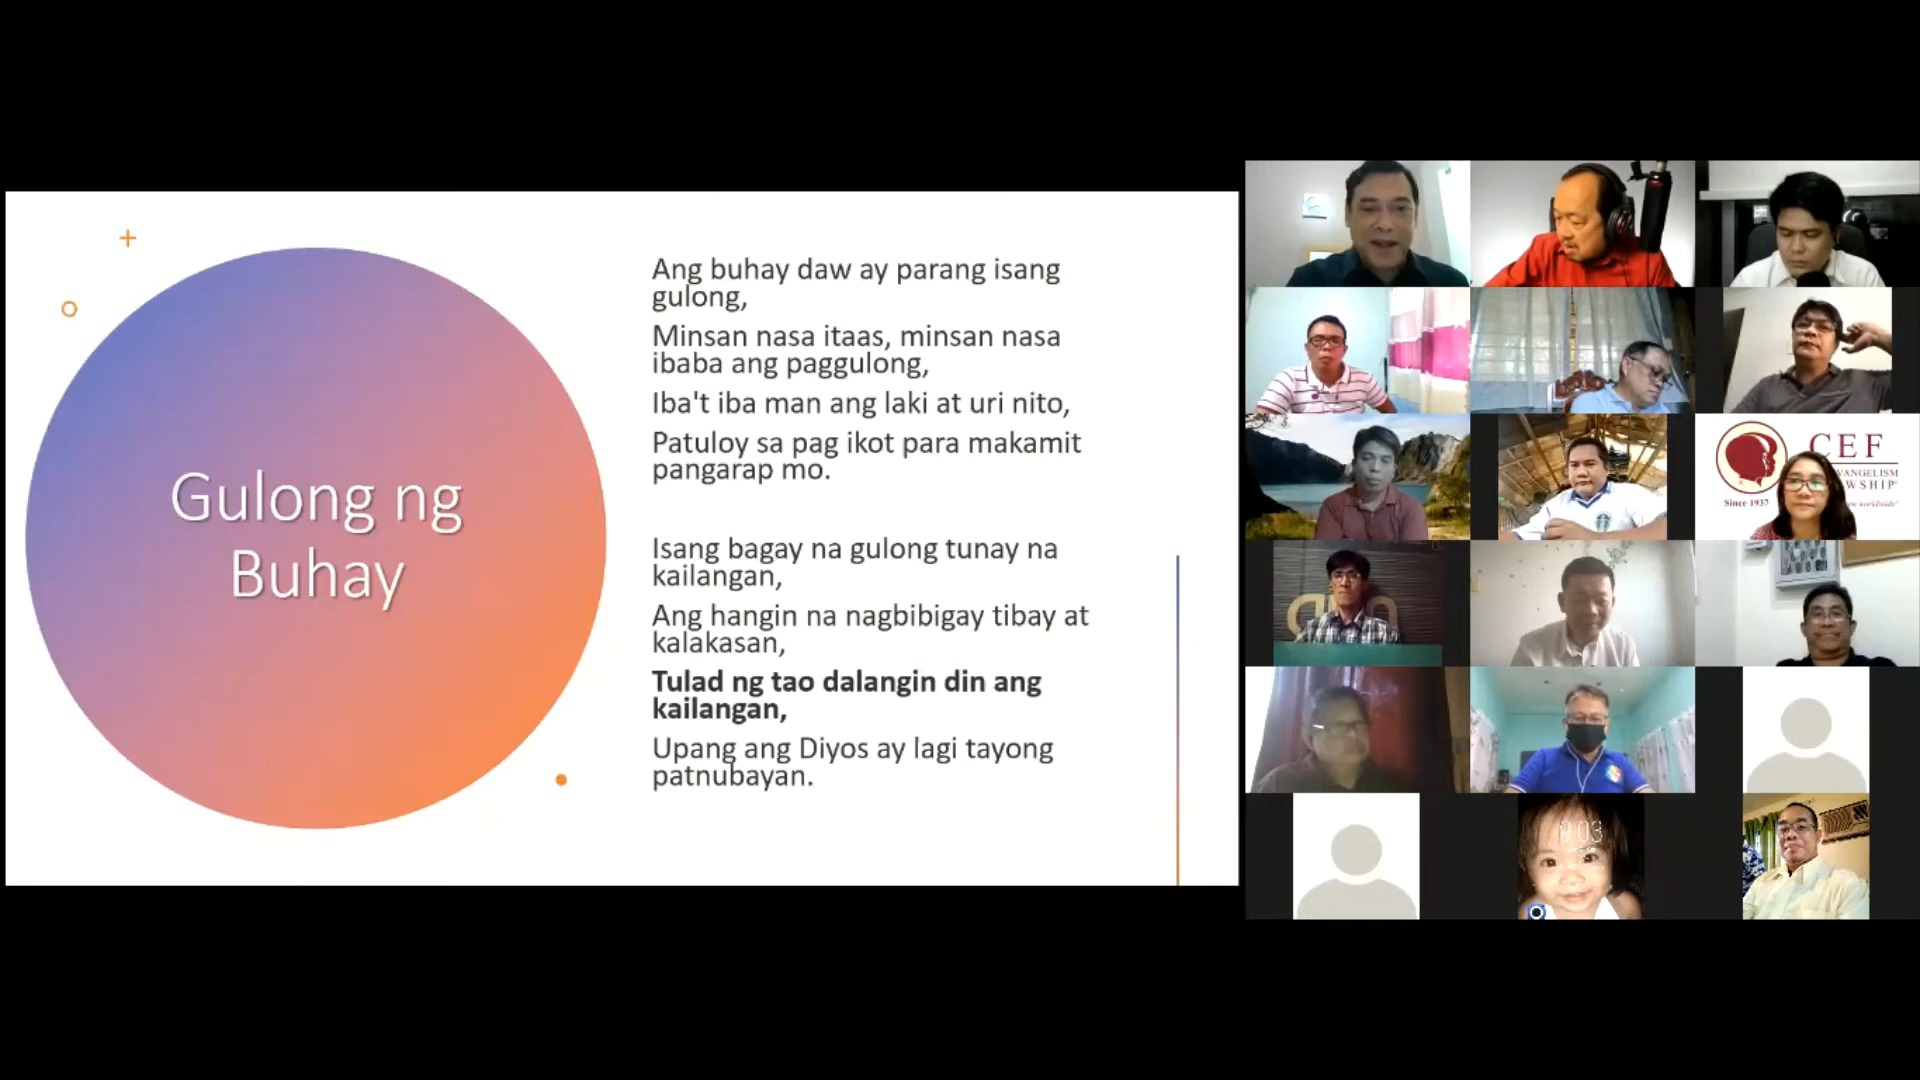 Gulong ng
Buhay
Ang buhay daw ay parang isang
gulong,
Minsan nasa itaas, minsan nasa
ibaba ang paggulong,
Iba't iba man ang laki at uri nito,
Patuloy sa pag ikot para makamit
pangarap mo.
Isang bagay na gulong tunay na
kailangan,
Ang hangin na nagbibigay tibay at
kalakasan,
Tulad ng tao dalangin din ang
kailangan,
Upang ang Diyos ay lagi tayong
patnubayan.
CEF
VANGELISM
WSHIP
Since 1937
worldwide